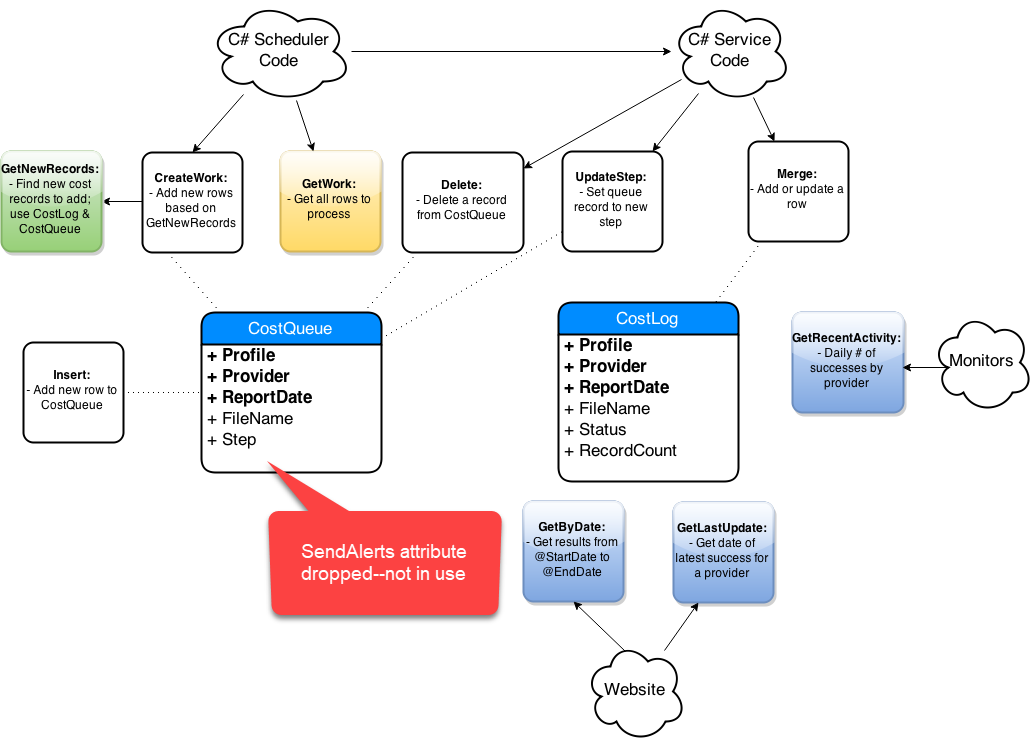 C# Scheduler
Code
C# Service
Code
GetNewRecords:
- Find new cost
records to add;
use CostLog &
CostQueue
CreateWork:
- Add new rows
based on
GetNewRecords
GetWork:
- Get all rows to
process
Delete:
- Delete a record
from CostQueue
UpdateStep:
- Set queue
record to new
step
Merge:
- Add or update a
row
Insert:
- Add new row to
CostQueue
CostQueue
+ Profile
+ Provider
+ ReportDate
+ FileName
+ Step
CostLog
+ Profile
+ Provider
+ ReportDate
+ FileName
+ Status
+ RecordCount
GetRecentActivity:
- Daily # of
successes by
provider
Monitors
SendAlerts attribute
dropped--not in use
GetByDate:
- Get results from
@StartDate to
@EndDate
GetLastUpdate:
- Get date of
latest success for
a provider
Website